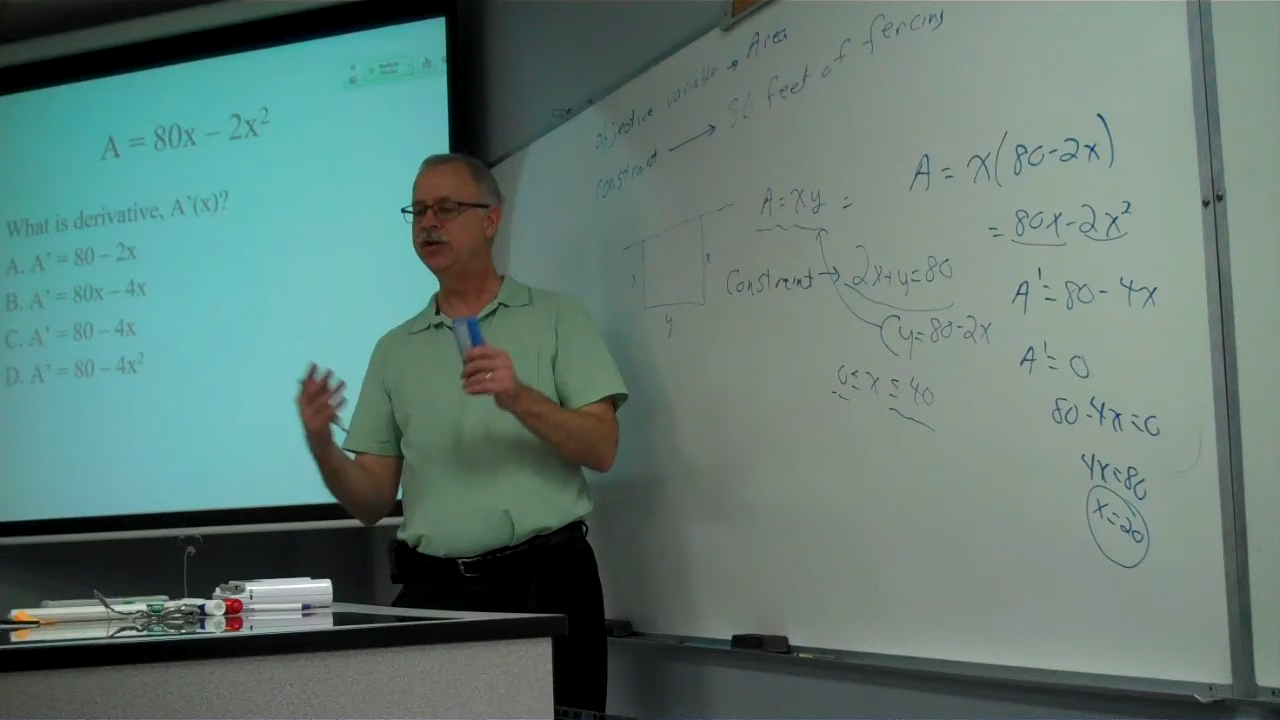 A = 80x – 2x²
What is derivative, A’(x)?
A. A’ = 80 – 2x
B. A’ = 80x – 4x
C. A’ = 80 – 4x
D. A’ = 80 – 4x²
objective variable → Area
constraint → 80 feet of fencing
A = xy =
x
y
Constraint → 2x+y=80
y=80-2x
0 ≤ x ≤ 40
A = x(80-2x)
= 80x-2x²
A'=80-4x
A'=0
80-4x=0
4x=80
x=20